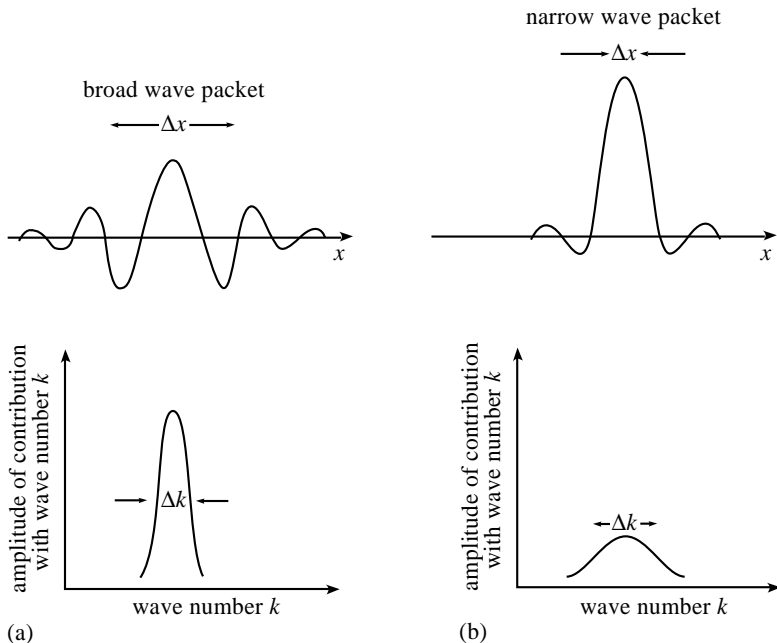 broad wave packet
Δx
x
amplitude of contribution
with wave number k
Δk
wave number k
(a)
narrow wave packet
Δx
x
amplitude of contribution
with wave number k
Δk
wave number k
(b)